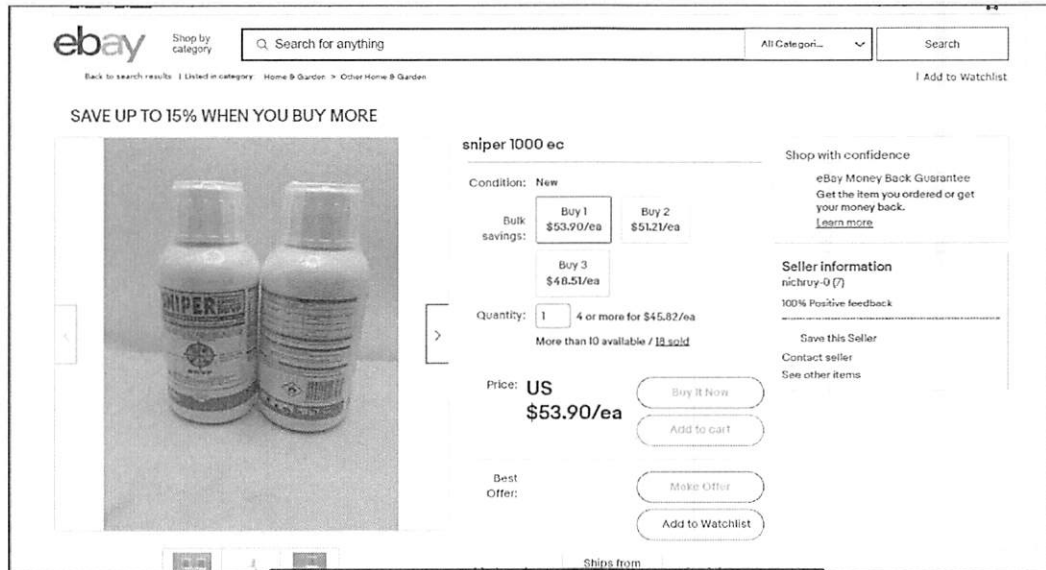 ebay
Shop by
category
Search for anything
All Categori...
Search
Back to search results | Listed in category: Home & Garden > Other Home & Garden
| Add to Watchlist
SAVE UP TO 15% WHEN YOU BUY MORE
SNIPER
sniper 1000 ec
Condition: New
Bulk
savings:
Buy 1
$53.90/ea
Buy 2
$51.21/ea
Buy 3
$48.51/ea
Quantity: 1 4 or more for $45.82/ea
More than 10 available / 18 sold
Price: US
$53.90/ea
Buy It Now
Add to cart
Best
Offer:
Make Offer
Add to Watchlist
Ships from
Shop with confidence
eBay Money Back Guarantee
Get the item you ordered or get
your money back.
Learn more
Seller information
nichruy-0 (7)
100% Positive feedback
Save this Seller
Contact seller
See other items